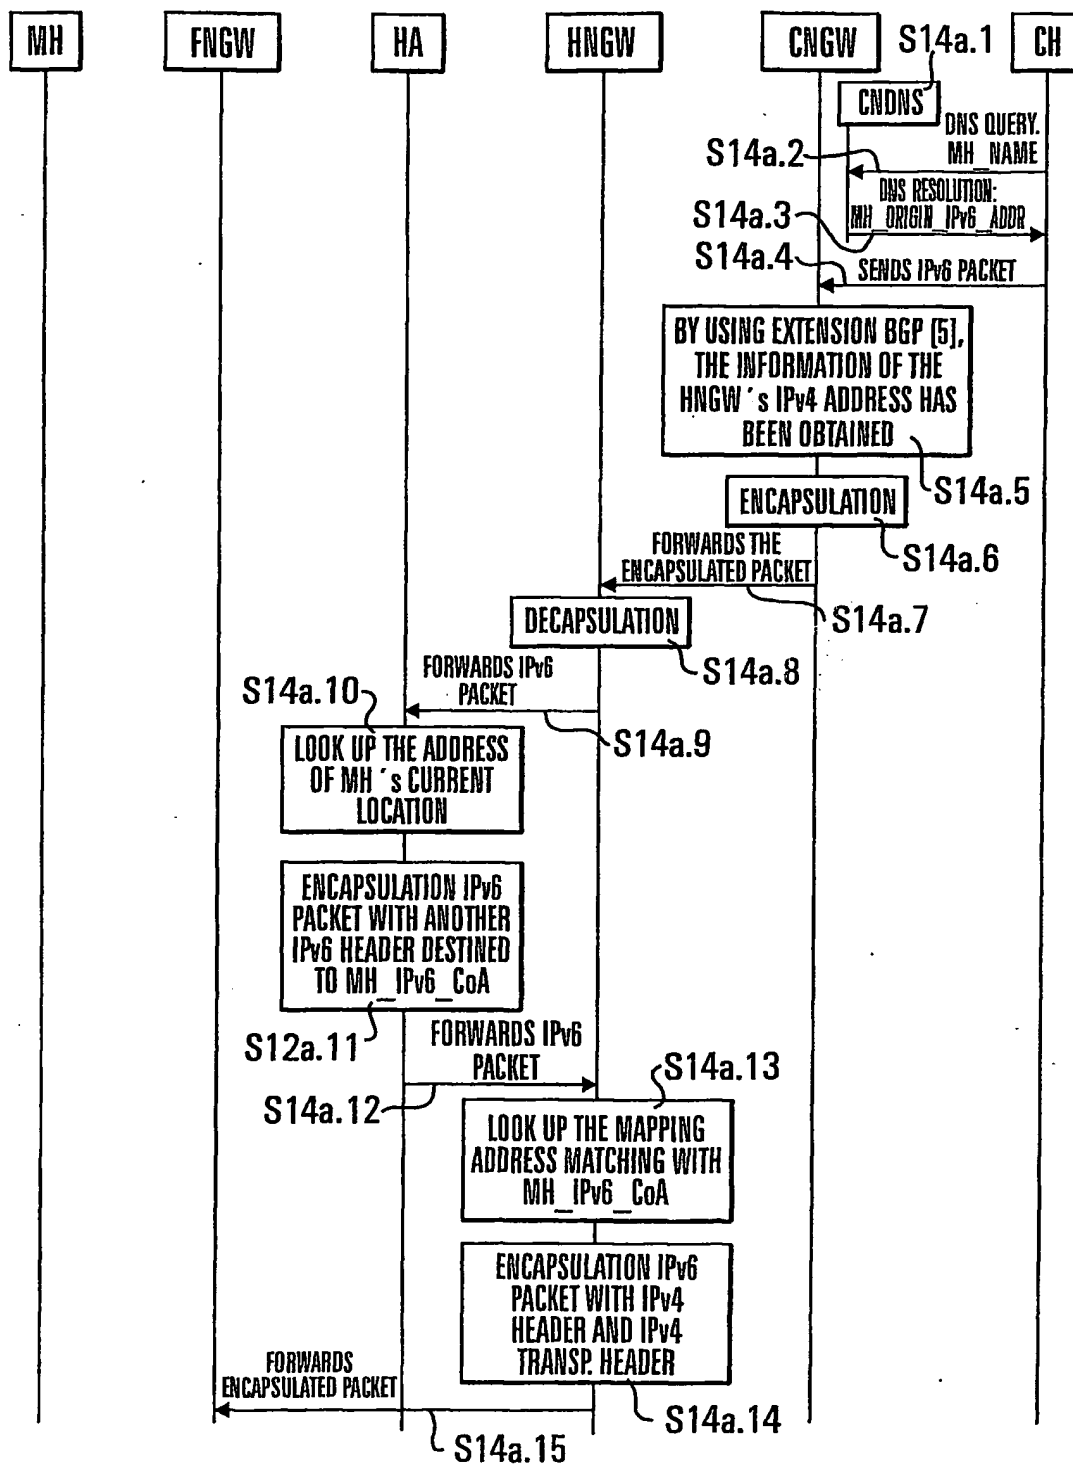 MH
FNGW
HA
HNGW
CNGW
S14a.1
CH
CNDNS
DNS QUERY.
MH_NAME
S14a.2
DNS RESOLUTION:
MH_ORIGIN_IPv6_ADDR
S14a.3
S14a.4
SENDS IPv6 PACKET
BY USING EXTENSION BGP [5],
THE INFORMATION OF THE
HNGW´s IPv4 ADDRESS HAS
BEEN OBTAINED
S14a.5
ENCAPSULATION
S14a.6
FORWARDS THE
ENCAPSULATED PACKET
S14a.7
DECAPSULATION
S14a.8
FORWARDS IPv6
PACKET
S14a.9
S14a.10
LOOK UP THE ADDRESS
OF MH´s CURRENT
LOCATION
ENCAPSULATION IPv6
PACKET WITH ANOTHER
IPv6 HEADER DESTINED
TO MH_IPv6_CoA
S12a.11
FORWARDS IPv6
PACKET
S14a.12
S14a.13
LOOK UP THE MAPPING
ADDRESS MATCHING WITH
MH_IPv6_CoA
ENCAPSULATION IPv6
PACKET WITH IPv4
HEADER AND IPv4
TRANSP. HEADER
S14a.14
FORWARDS
ENCAPSULATED PACKET
S14a.15